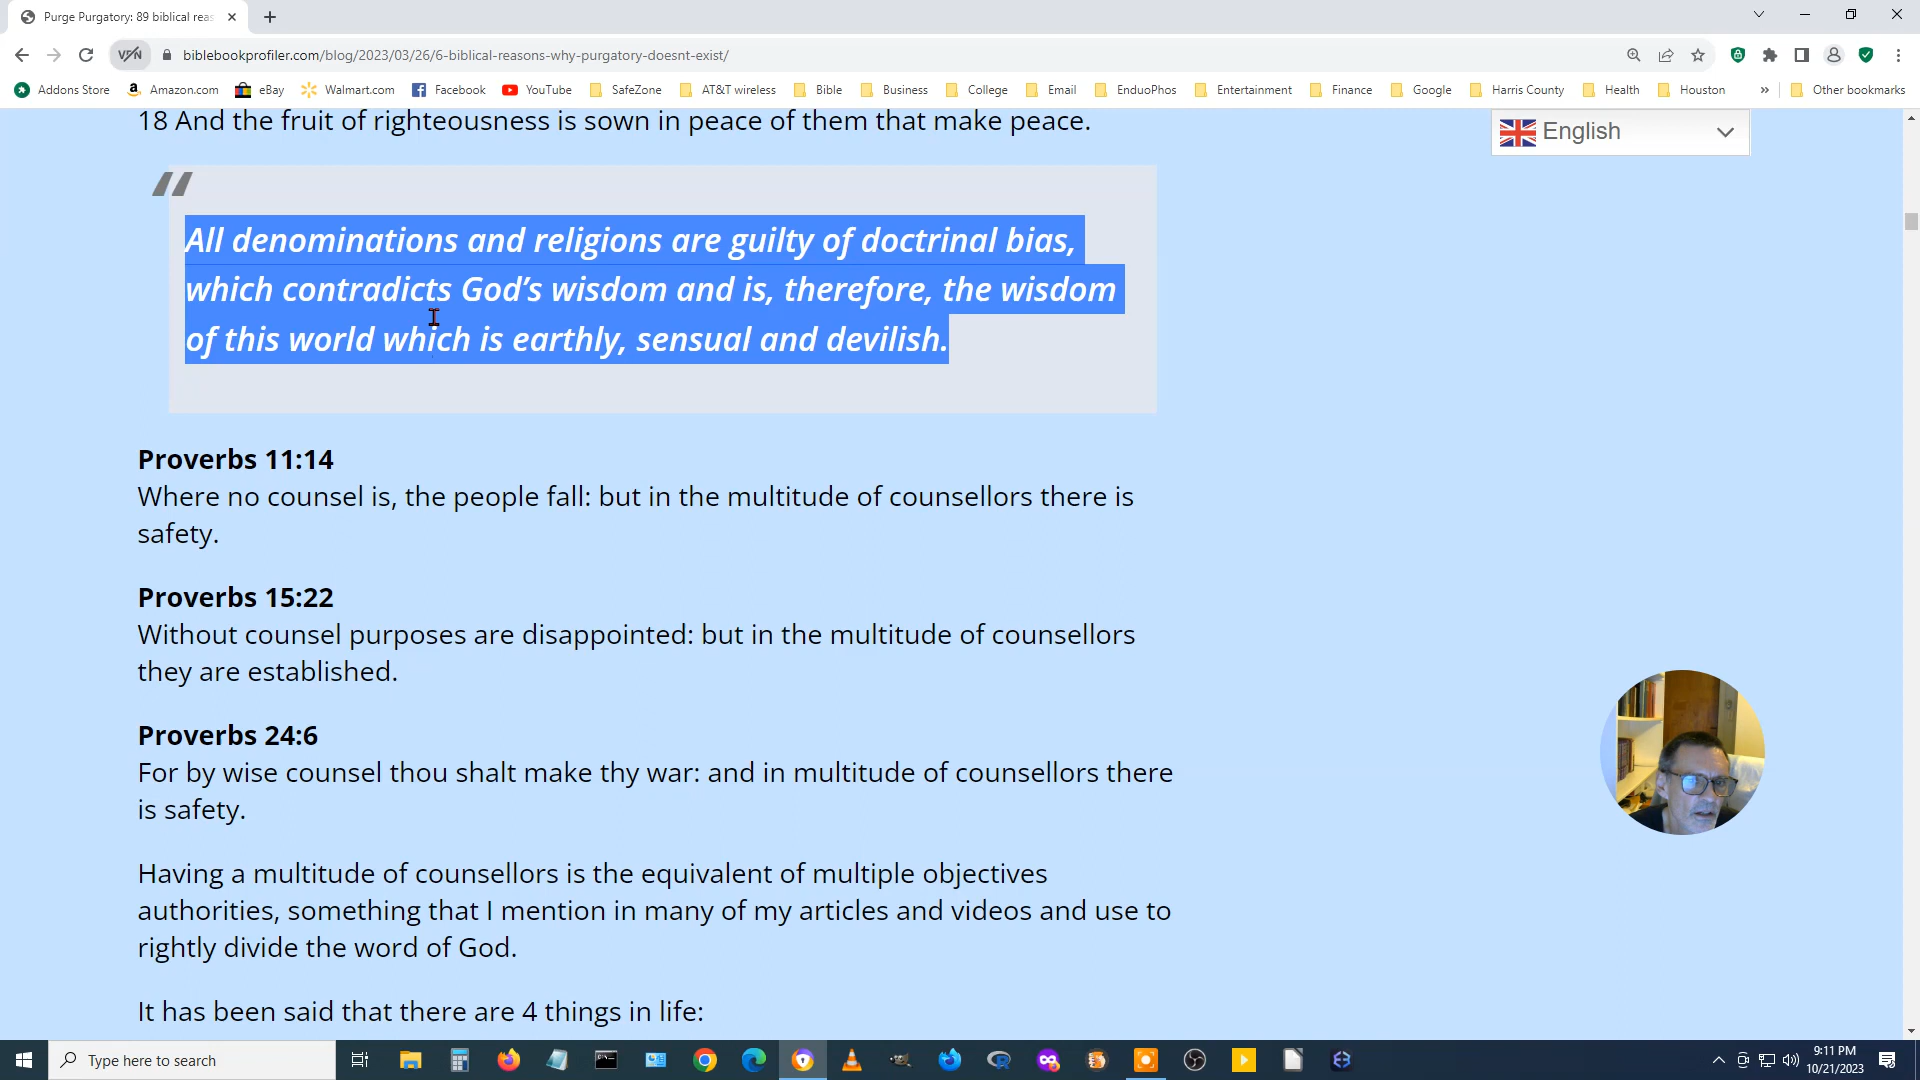 Purge Purgatory: 89 biblical reas
biblebookprofiler.com/blog/2023/03/26/6-biblical-reasons-why-purgatory-doesnt-exist/
VPN
Addons Store Amazon.com eBay Walmart.com Facebook YouTube SafeZone AT&T wireless Bible Business College Email EnduoPhos Entertainment Finance Google Harris County Health Houston » Other bookmarks
18 And the fruit of righteousness is sown in peace of them that make peace.
English
“
All denominations and religions are guilty of doctrinal bias,
which contradicts God’s wisdom and is, therefore, the wisdom
of this world which is earthly, sensual and devilish.
Proverbs 11:14
Where no counsel is, the people fall: but in the multitude of counsellors there is
safety.
Proverbs 15:22
Without counsel purposes are disappointed: but in the multitude of counsellors
they are established.
Proverbs 24:6
For by wise counsel thou shalt make thy war: and in multitude of counsellors there
is safety.
Having a multitude of counsellors is the equivalent of multiple objectives
authorities, something that I mention in many of my articles and videos and use to
rightly divide the word of God.
It has been said that there are 4 things in life:
Type here to search
9:11 PM
10/21/2023